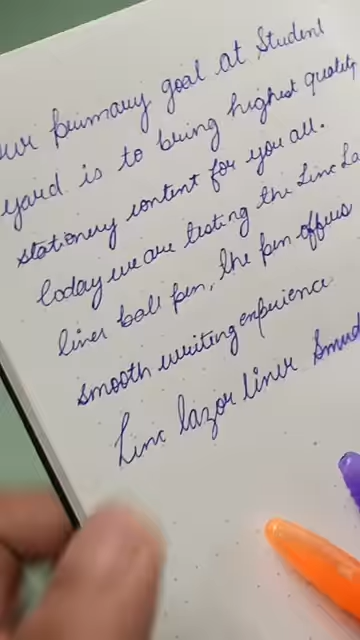 our primary goal at Student
yard is to bring highest quality
stationery content for you all.
Today we are testing the Linc La
liner ball pen, the pen offers
smooth writing experience
Linc lazor liner Smud